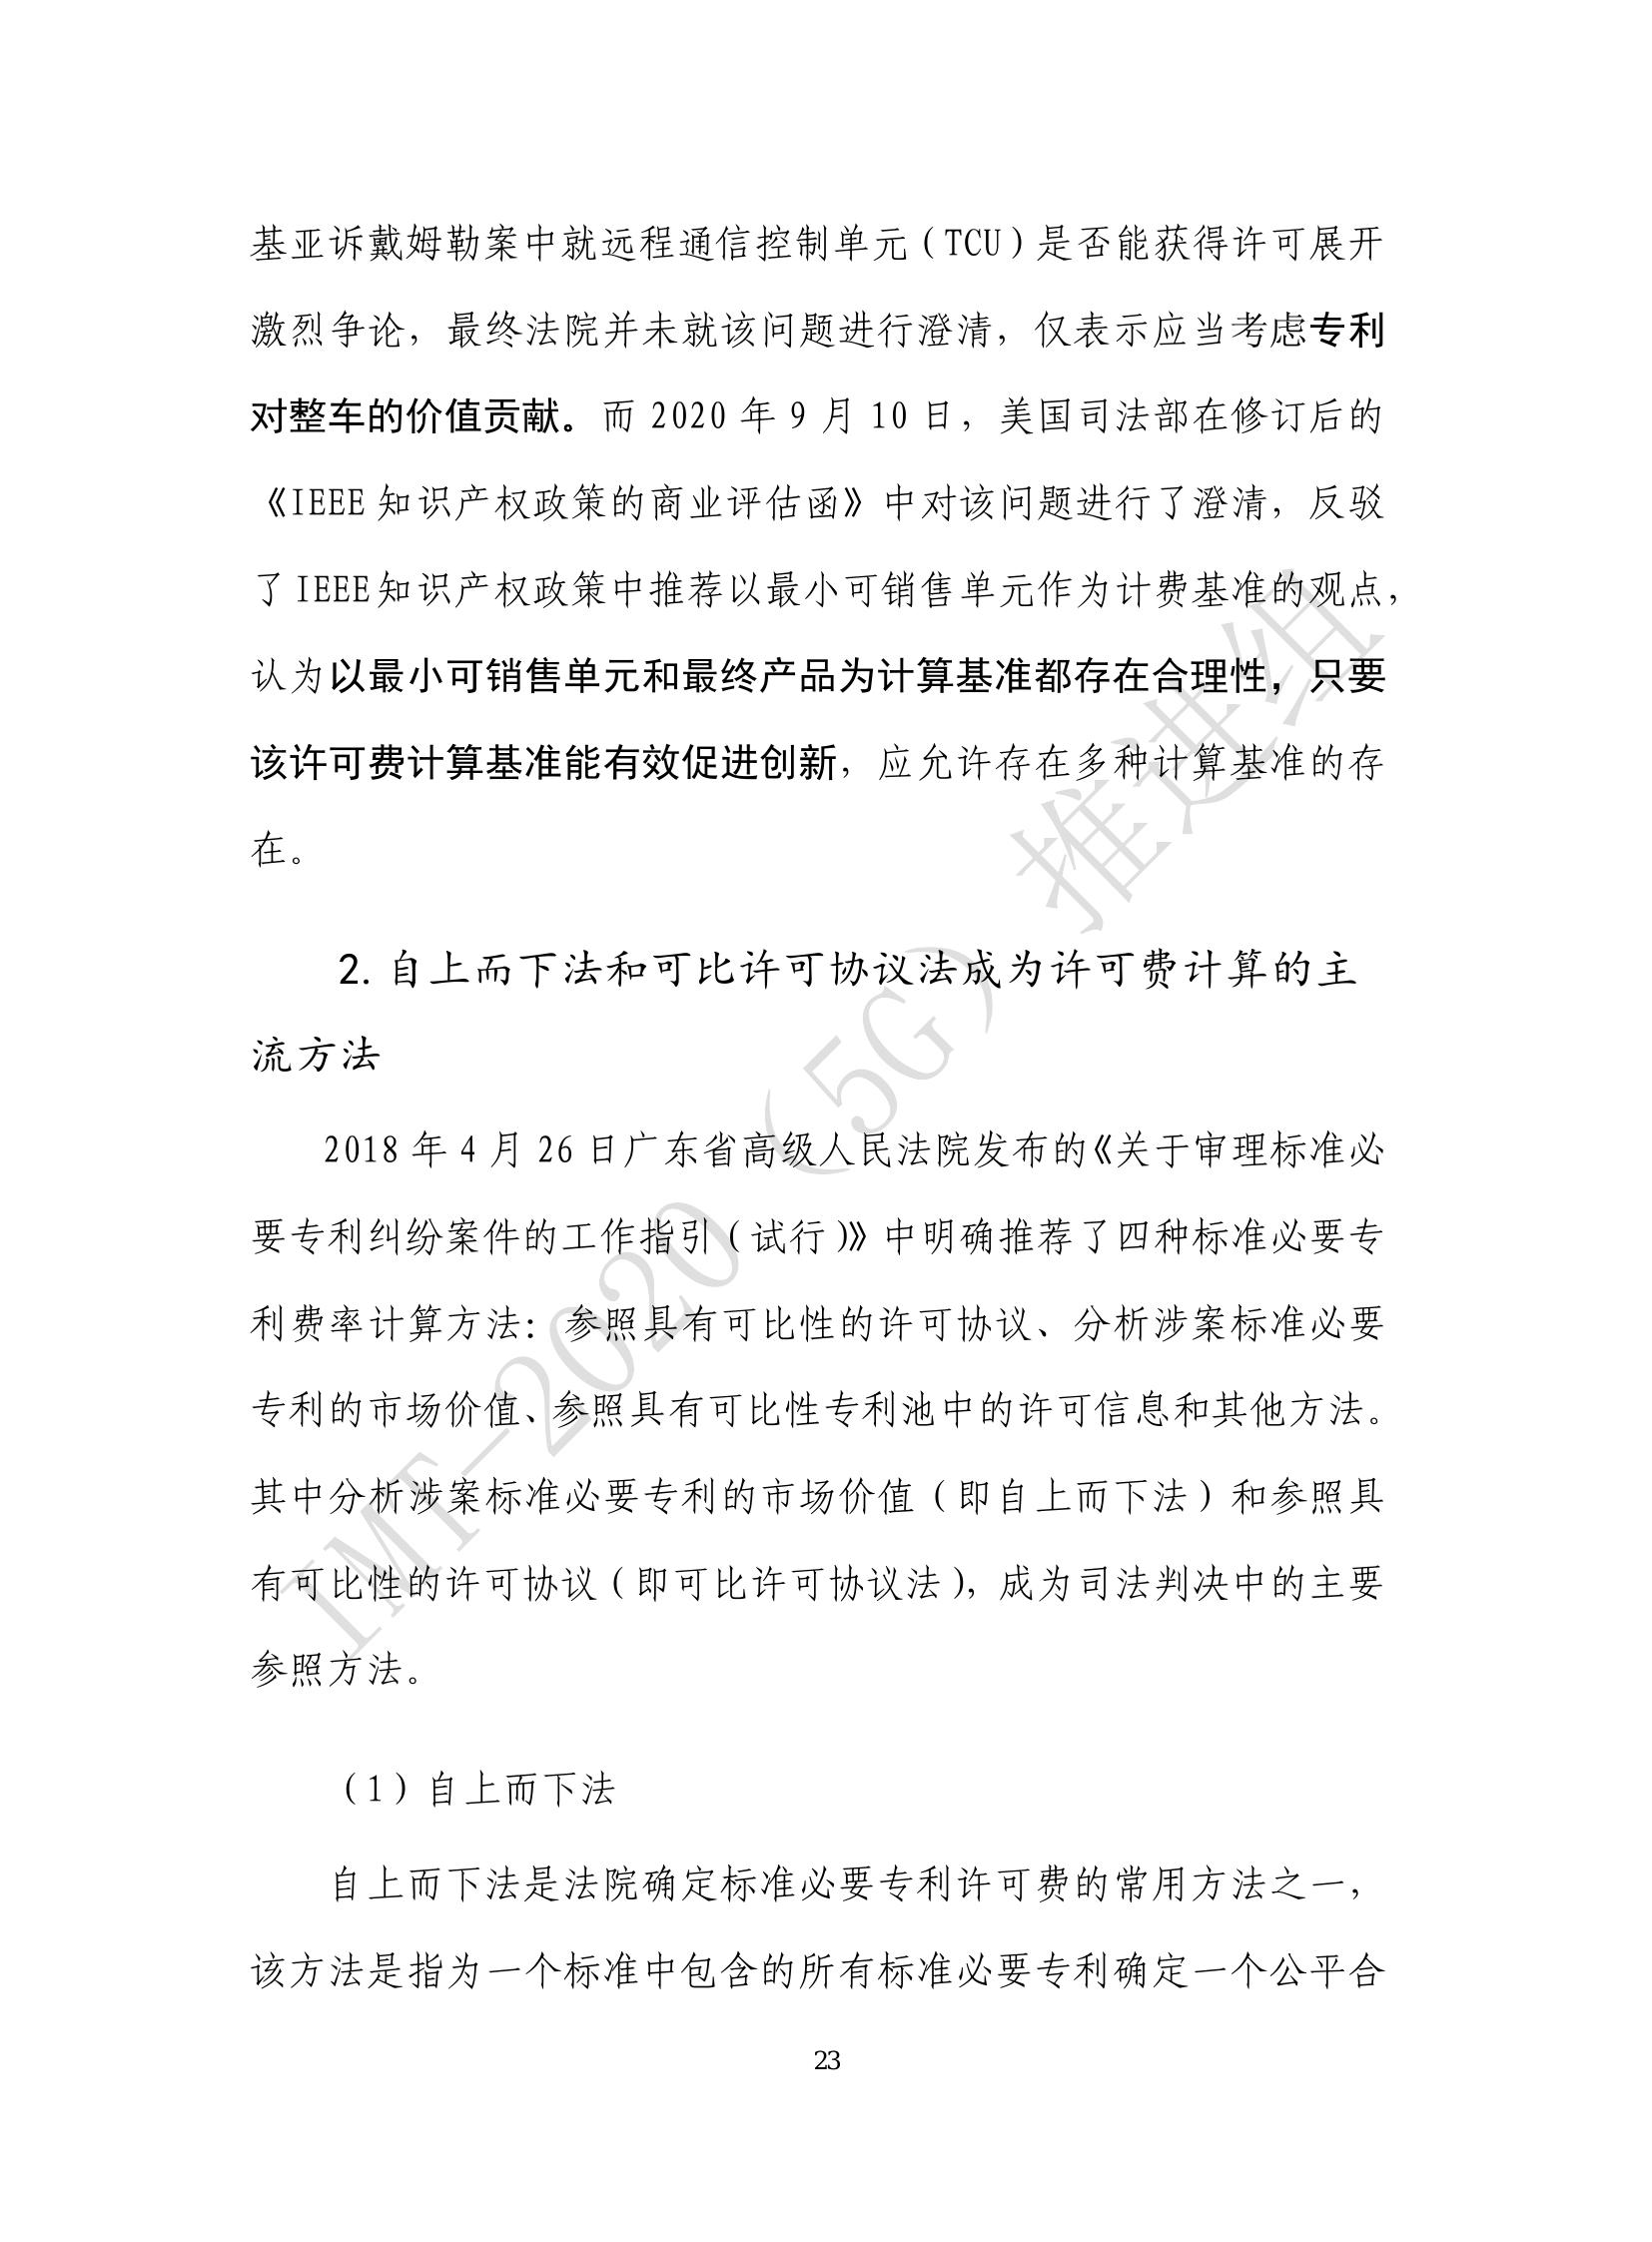 基亚诉戴姆勒案中就远程通信控制单元（TCU）是否能获得许可展开
激烈争论，最终法院并未就该问题进行澄清，仅表示应当考虑专利
对整车的价值贡献。而 2020 年 9 月 10 日，美国司法部在修订后的
《IEEE 知识产权政策的商业评估函》中对该问题进行了澄清，反驳
了 IEEE 知识产权政策中推荐以最小可销售单元作为计费基准的观点，
认为以最小可销售单元和最终产品为计算基准都存在合理性，只要
该许可费计算基准能有效促进创新，应允许存在多种计算基准的存
在。
2. 自上而下法和可比许可协议法成为许可费计算的主
流方法
2018 年 4 月 26 日广东省高级人民法院发布的《关于审理标准必
要专利纠纷案件的工作指引（试行）》中明确推荐了四种标准必要专
利费率计算方法：参照具有可比性的许可协议、分析涉案标准必要
专利的市场价值、参照具有可比性专利池中的许可信息和其他方法。
其中分析涉案标准必要专利的市场价值（即自上而下法）和参照具
有可比性的许可协议（即可比许可协议法），成为司法判决中的主要
参照方法。
（1）自上而下法
自上而下法是法院确定标准必要专利许可费的常用方法之一，
该方法是指为一个标准中包含的所有标准必要专利确定一个公平合
23
IMT-2020（5G）推进组